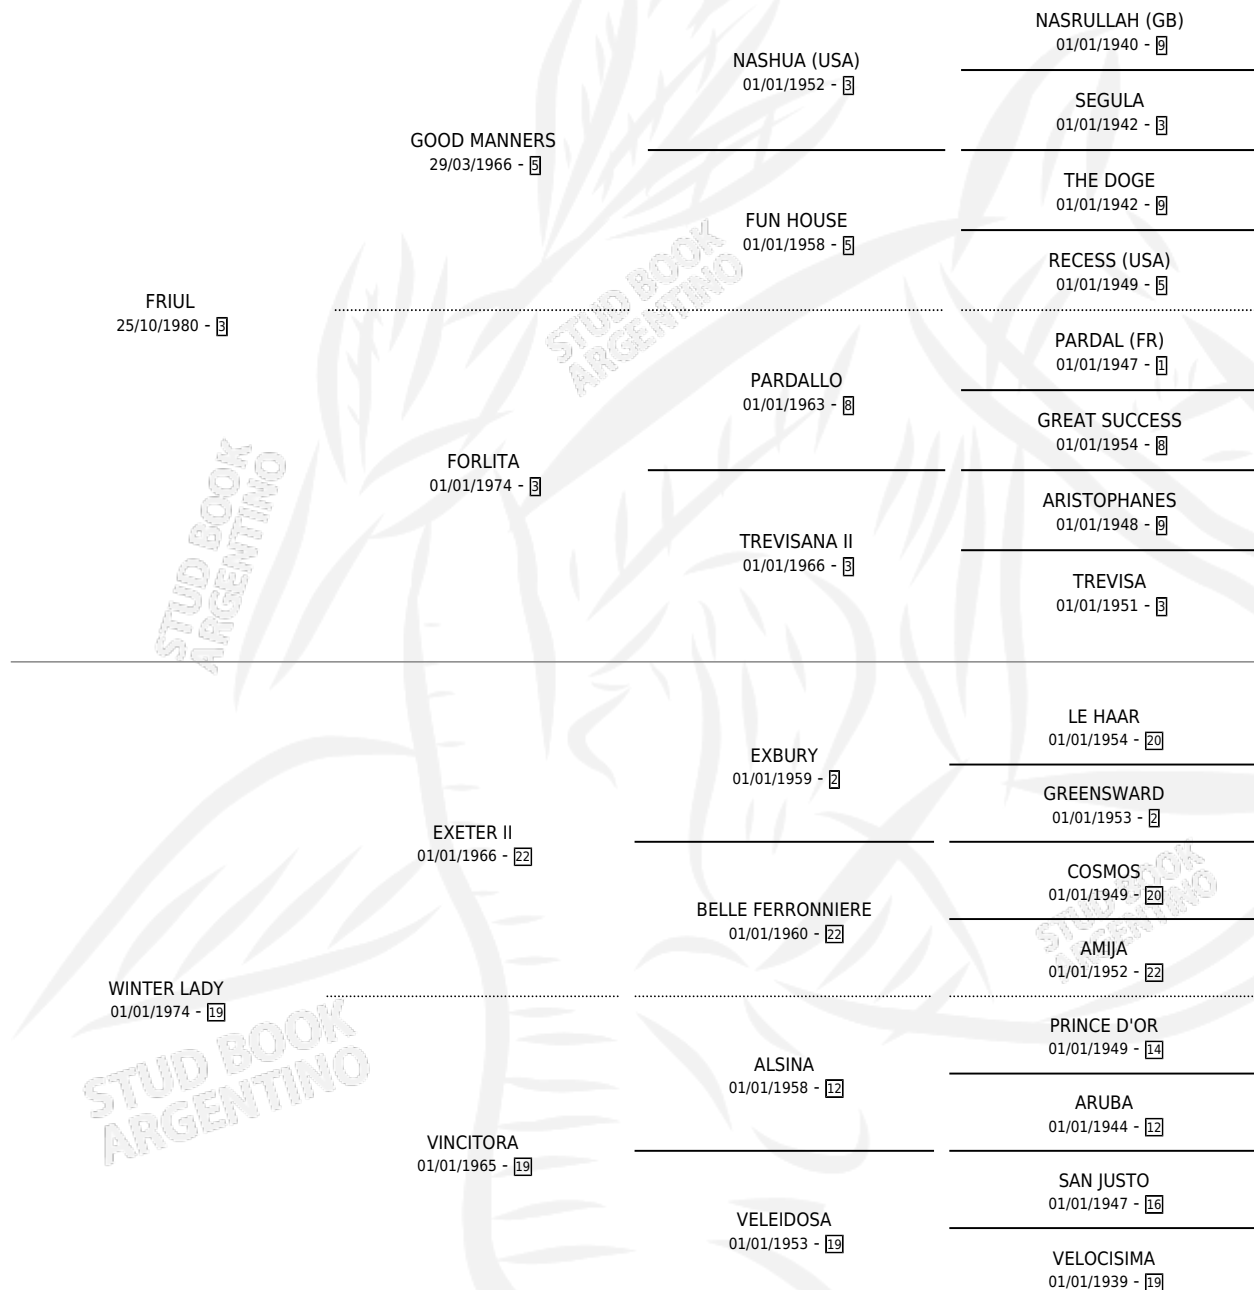 NASRULLAH (GB)
01/01/1940 - 9
NASHUA (USA)
01/01/1952 - 3
SEGULA
01/01/1942 - 3
GOOD MANNERS
29/03/1966 - 5
THE DOGE
01/01/1942 - 9
FUN HOUSE
01/01/1958 - 5
RECESS (USA)
01/01/1949 - 5
FRIUL
25/10/1980 - 3
PARDAL (FR)
01/01/1947 - 1
PARDALLO
01/01/1963 - 8
GREAT SUCCESS
01/01/1954 - 8
FORLITA
01/01/1974 - 3
ARISTOPHANES
01/01/1948 - 9
TREVISANA II
01/01/1966 - 3
TREVISA
01/01/1951 - 3
LE HAAR
01/01/1954 - 20
EXBURY
01/01/1959 - 2
GREENSWARD
01/01/1953 - 2
EXETER II
01/01/1966 - 22
COSMOS
01/01/1949 - 20
BELLE FERRONNIERE
01/01/1960 - 22
AMIJA
01/01/1952 - 22
WINTER LADY
01/01/1974 - 19
PRINCE D'OR
01/01/1949 - 14
ALSINA
01/01/1958 - 12
ARUBA
01/01/1944 - 12
VINCITORA
01/01/1965 - 19
SAN JUSTO
01/01/1947 - 16
VELEIDOSA
01/01/1953 - 19
VELOCISIMA
01/01/1939 - 19
STUD BOOK
ARGENTINO
STUD BOOK
ARGENTINO
STUD BOOK
ARGENTINO
STUD BOOK
ARGENTINO